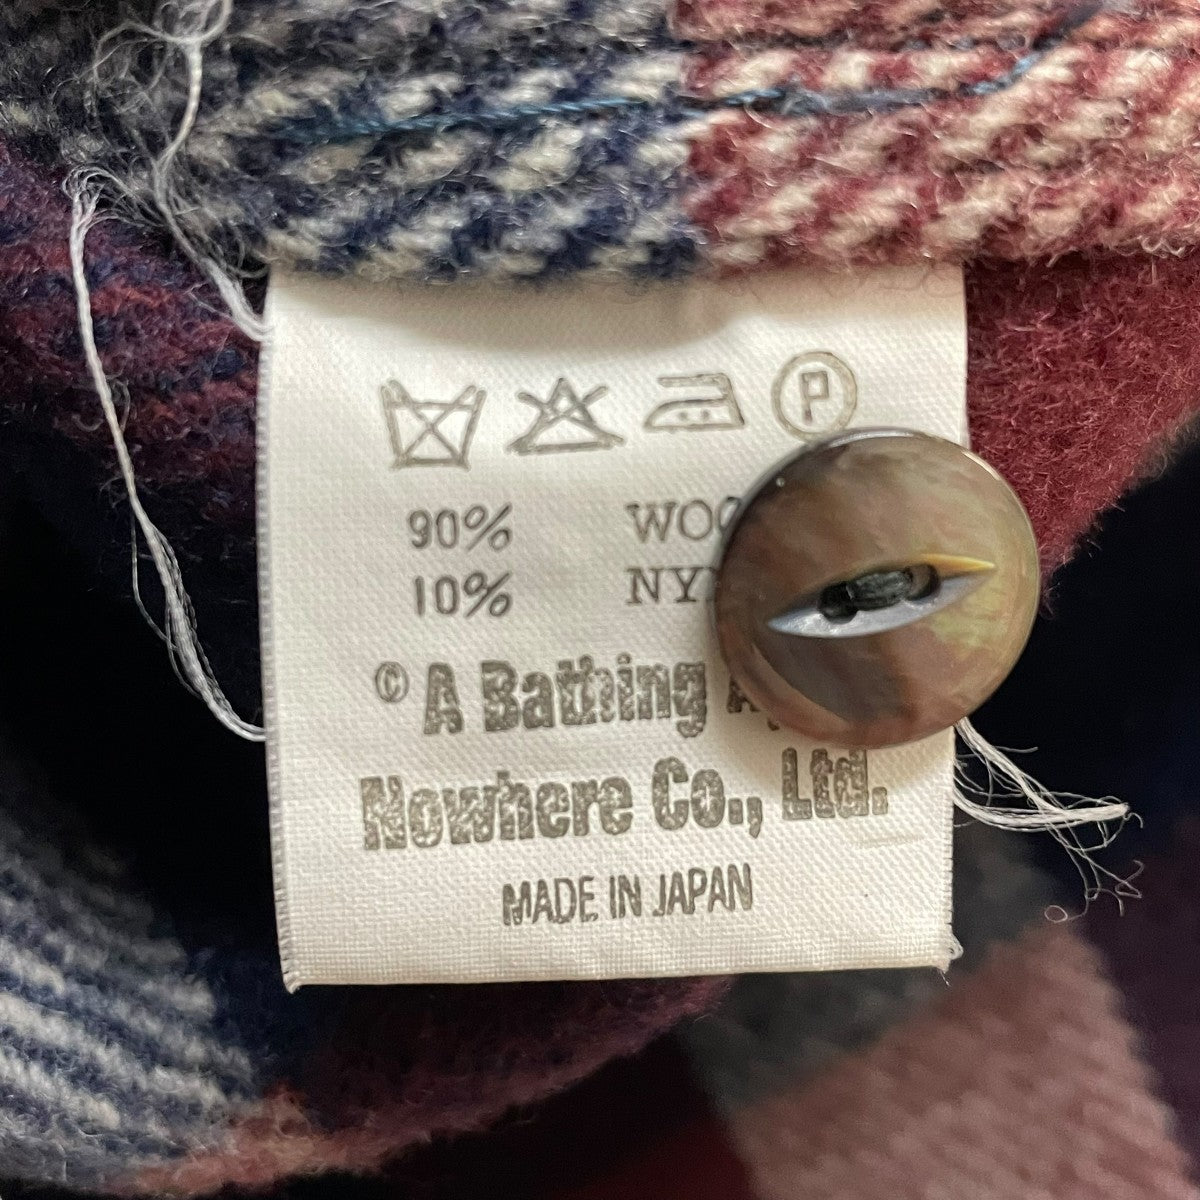 P
90% WOO
10% NY
© A Bathing
Nowhere Co., Ltd.
MADE IN JAPAN